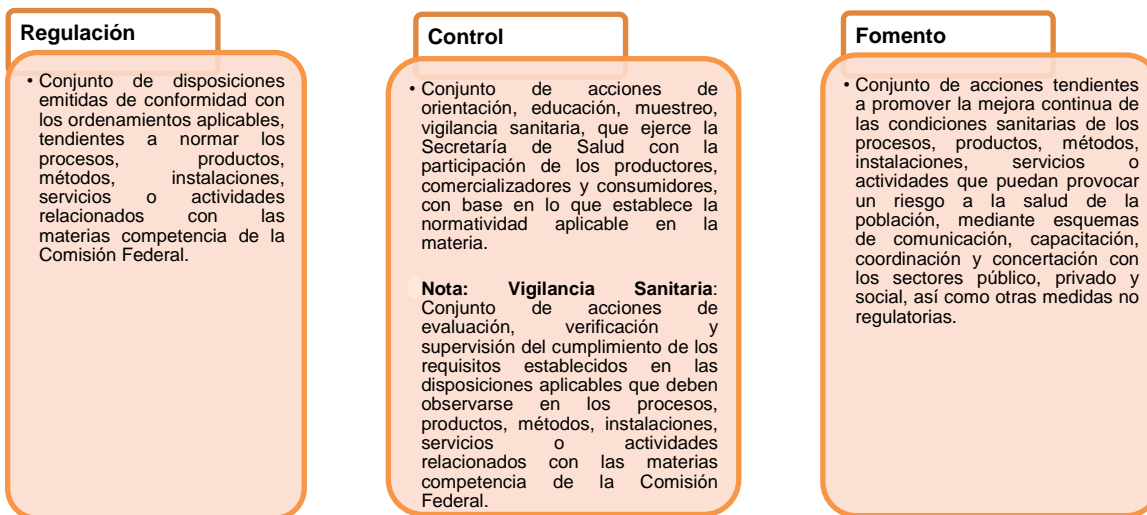 Regulación
• Conjunto de disposiciones
emitidas de conformidad con
los ordenamientos aplicables,
tendientes a normar los
procesos, productos,
métodos, instalaciones,
servicios o actividades
relacionados con las
materias competencia de la
Comisión Federal.
Control
• Conjunto de acciones de
orientación, educación, muestreo,
vigilancia sanitaria, que ejerce la
Secretaría de Salud con la
participación de los productores,
comercializadores y consumidores,
con base en lo que establece la
normatividad aplicable en la
materia.
Nota: Vigilancia Sanitaria:
Conjunto de acciones de
evaluación, verificación y
supervisión del cumplimiento de los
requisitos establecidos en las
disposiciones aplicables que deben
observarse en los procesos,
productos, métodos, instalaciones,
servicios o actividades
relacionados con las materias
competencia de la Comisión
Federal.
Fomento
• Conjunto de acciones tendientes
a promover la mejora continua de
las condiciones sanitarias de los
procesos, productos, métodos,
instalaciones, servicios o
actividades que puedan provocar
un riesgo a la salud de la
población, mediante esquemas
de comunicación, capacitación,
coordinación y concertación con
los sectores público, privado y
social, así como otras medidas no
regulatorias.